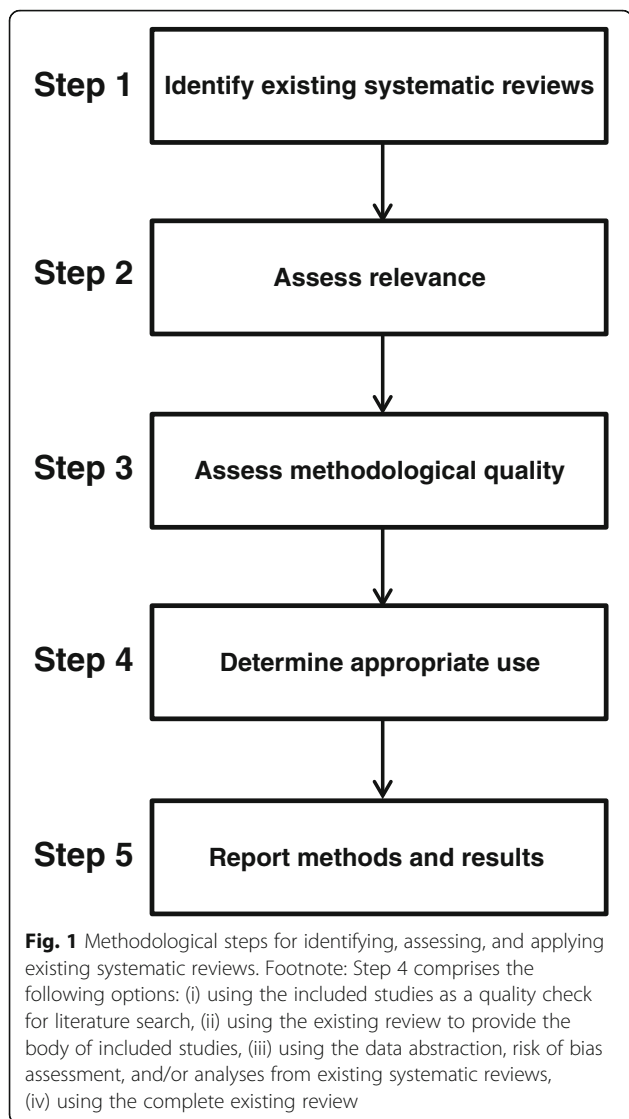 Step 1 Identify existing systematic reviews
Step 2 Assess relevance
Step 3 Assess methodological quality
Step 4 Determine appropriate use
Step 5 Report methods and results
Fig. 1 Methodological steps for identifying, assessing, and applying
existing systematic reviews. Footnote: Step 4 comprises the
following options: (i) using the included studies as a quality check
for literature search, (ii) using the existing review to provide the
body of included studies, (iii) using the data abstraction, risk of bias
assessment, and/or analyses from existing systematic reviews,
(iv) using the complete existing review